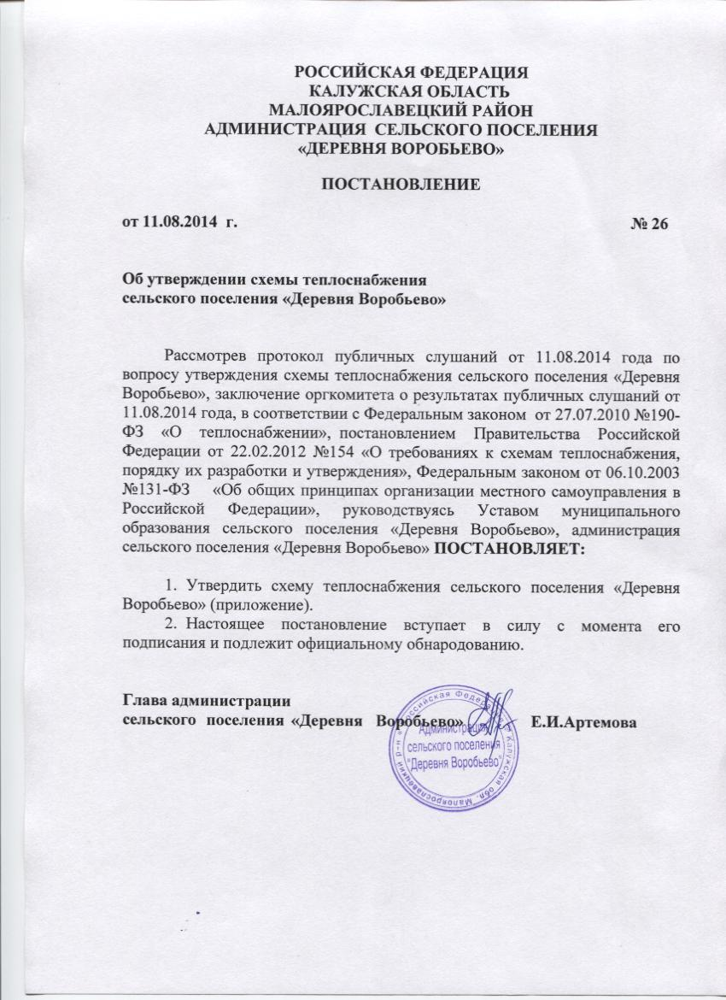 РОССИЙСКАЯ ФЕДЕРАЦИЯ
КАЛУЖСКАЯ ОБЛАСТЬ
МАЛОЯРОСЛАВЕЦКИЙ РАЙОН
АДМИНИСТРАЦИЯ СЕЛЬСКОГО ПОСЕЛЕНИЯ
«ДЕРЕВНЯ ВОРОБЬЕВО»
ПОСТАНОВЛЕНИЕ
от 11.08.2014 г. № 26
Об утверждении схемы теплоснабжения
сельского поселения «Деревня Воробьево»
Рассмотрев протокол публичных слушаний от 11.08.2014 года по
вопросу утверждения схемы теплоснабжения сельского поселения «Деревня
Воробьево», заключение оргкомитета о результатах публичных слушаний от
11.08.2014 года, в соответствии с Федеральным законом от 27.07.2010 №190-
ФЗ «О теплоснабжении», постановлением Правительства Российской
Федерации от 22.02.2012 №154 «О требованиях к схемам теплоснабжения,
порядку их разработки и утверждения», Федеральным законом от 06.10.2003
№131-ФЗ «Об общих принципах организации местного самоуправления в
Российской Федерации», руководствуясь Уставом муниципального
образования сельского поселения «Деревня Воробьево», администрация
сельского поселения «Деревня Воробьево» ПОСТАНОВЛЯЕТ:
1. Утвердить схему теплоснабжения сельского поселения «Деревня
Воробьево» (приложение).
2. Настоящее постановление вступает в силу с момента его
подписания и подлежит официальному обнародованию.
Глава администрации
сельского поселения «Деревня Воробьево» Е.И.Артемова
Российская Федерация Калужская обл. Малоярославецкий р-н
Администрация
сельского поселения
"Деревня Воробьево"